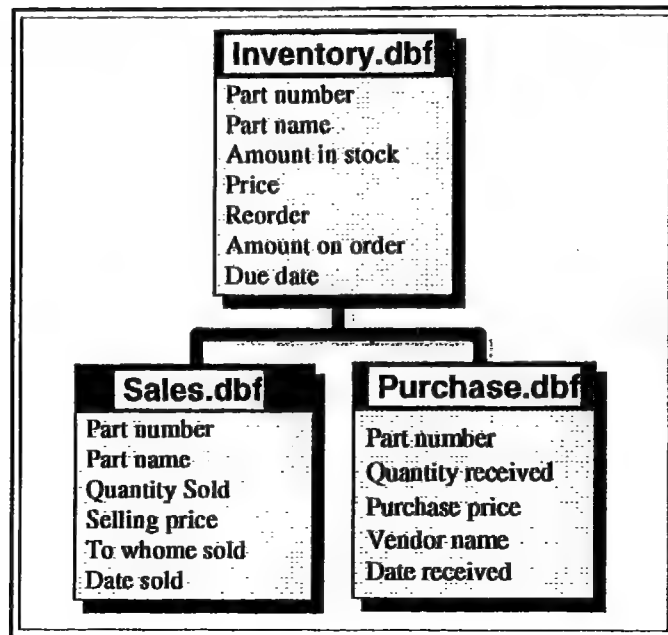 Inventory.dbf
Part number
Part name
Amount in stock
Price
Reorder
Amount on order
Due date
Sales.dbf
Part number
Part name
Quantity Sold
Selling price
To whome sold
Date sold
Purchase.dbf
Part number
Quantity received
Purchase price
Vendor name
Date received